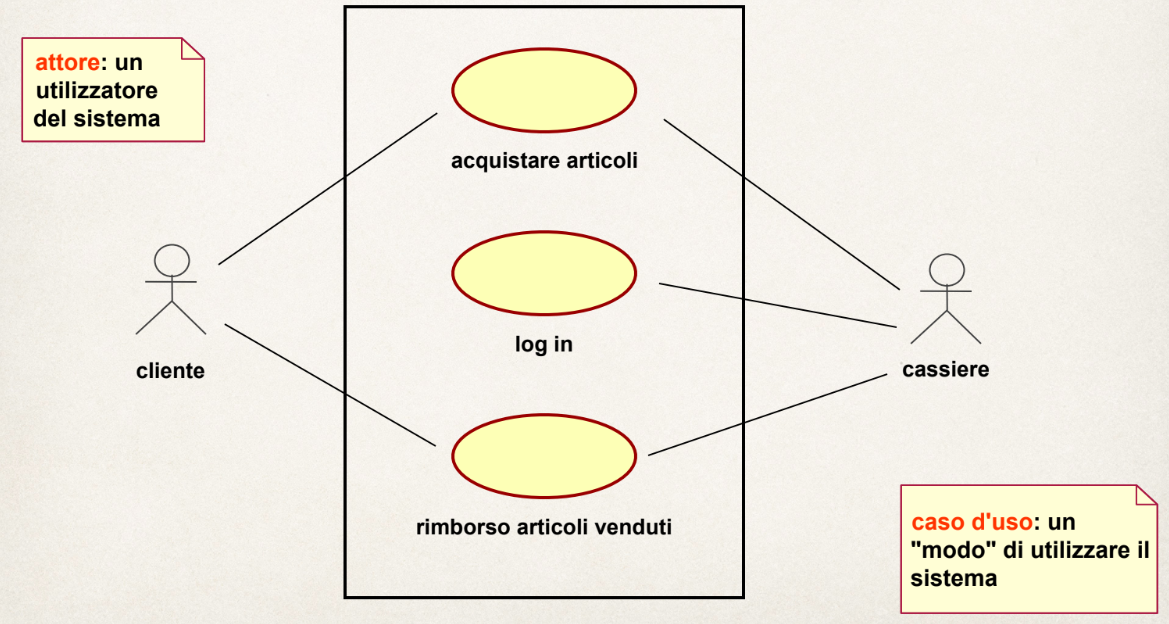 attore: un
utilizzatore
del sistema
acquistare articoli
log in
cliente
cassiere
rimborso articoli venduti
caso d'uso: un
"modo" di utilizzare il
sistema